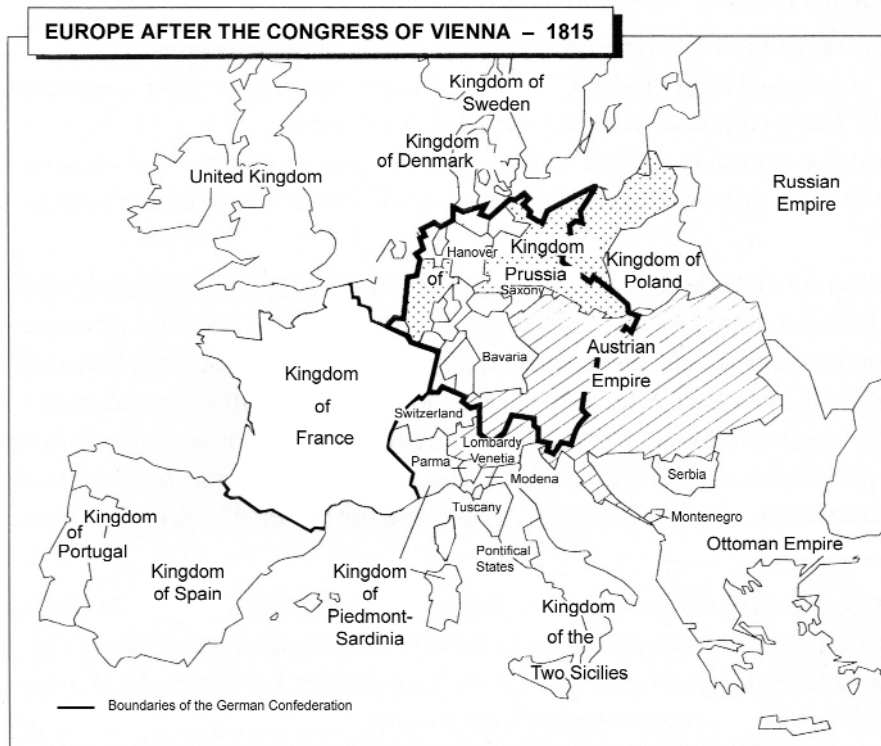 EUROPE AFTER THE CONGRESS OF VIENNA – 1815
Kingdom of
Sweden
Kingdom
of Denmark
United Kingdom
Russian
Empire
Hanover
Kingdom
of
Prussia
Saxony
Kingdom of
Poland
Bavaria
Austrian
Empire
Kingdom
of
France
Switzerland
Lombardy
Venetia
Parma
Modena
Serbia
Tuscany
Montenegro
Kingdom
of
Portugal
Ottoman Empire
Pontifical
States
Kingdom
of Spain
Kingdom
of
Piedmont-
Sardinia
Kingdom
of the
Two Sicilies
Boundaries of the German Confederation